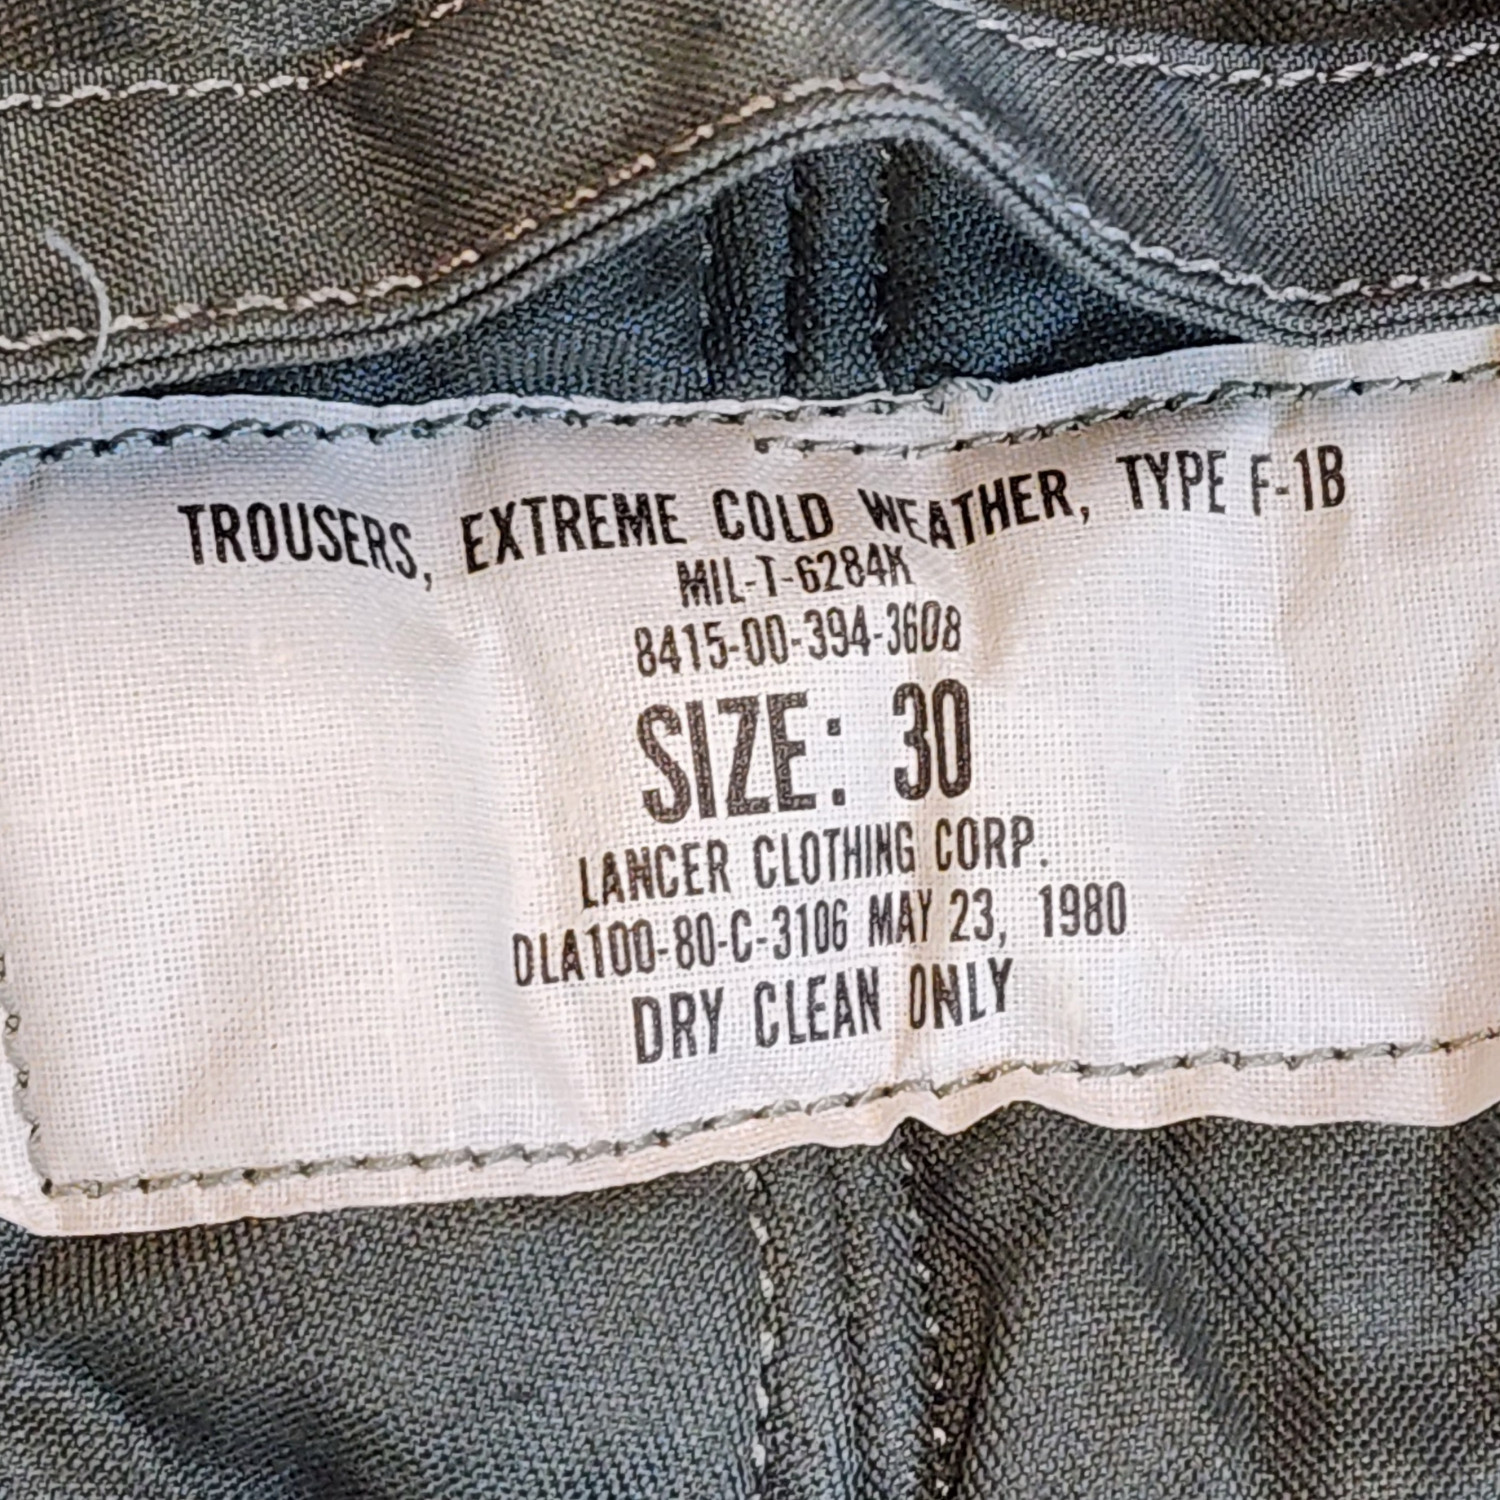 TROUSERS, EXTREME COLD WEATHER, TYPE F-1B
MIL-T-6284K
8415-00-394-3608
SIZE: 30
LANCER CLOTHING CORP.
DLA100-80-C-3106 MAY 23, 1980
DRY CLEAN ONLY